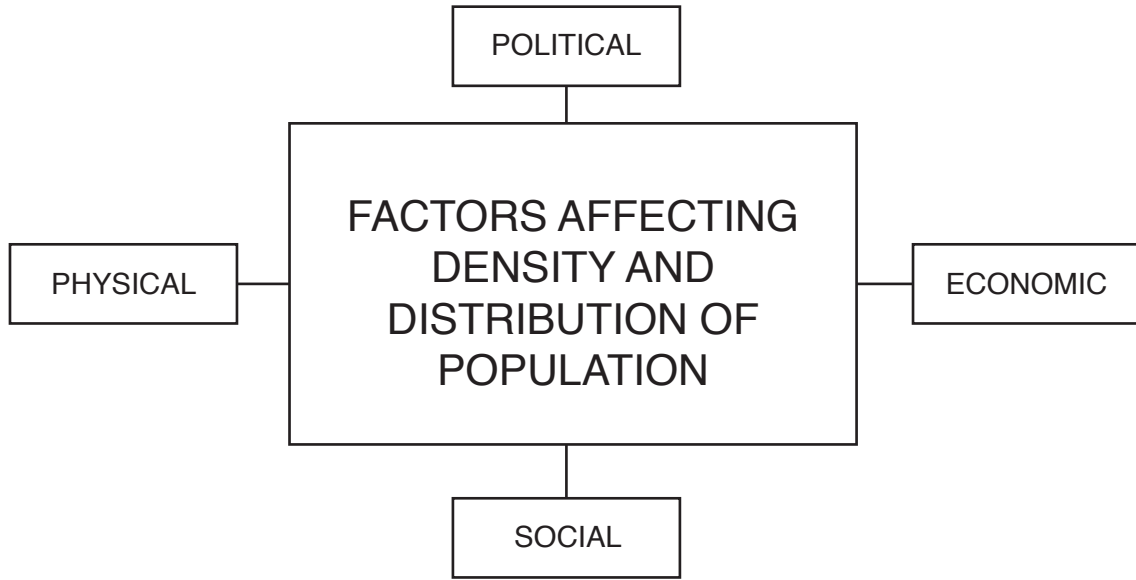 POLITICAL
FACTORS AFFECTING
DENSITY AND
DISTRIBUTION OF
POPULATION
PHYSICAL
ECONOMIC
SOCIAL